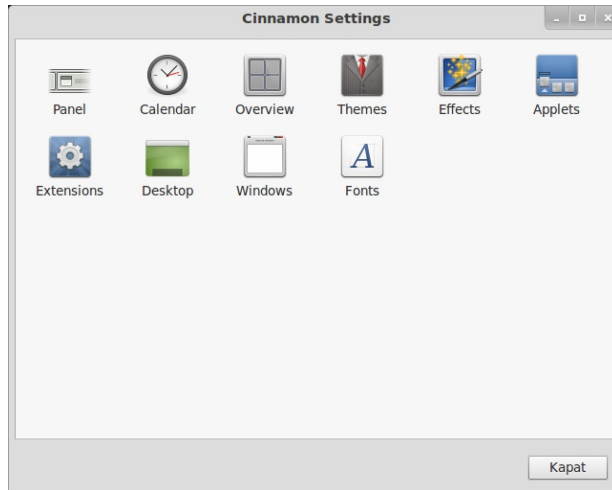 Cinnamon Settings
Panel Calendar Overview Themes Effects Applets
Extensions Desktop Windows Fonts
Kapat